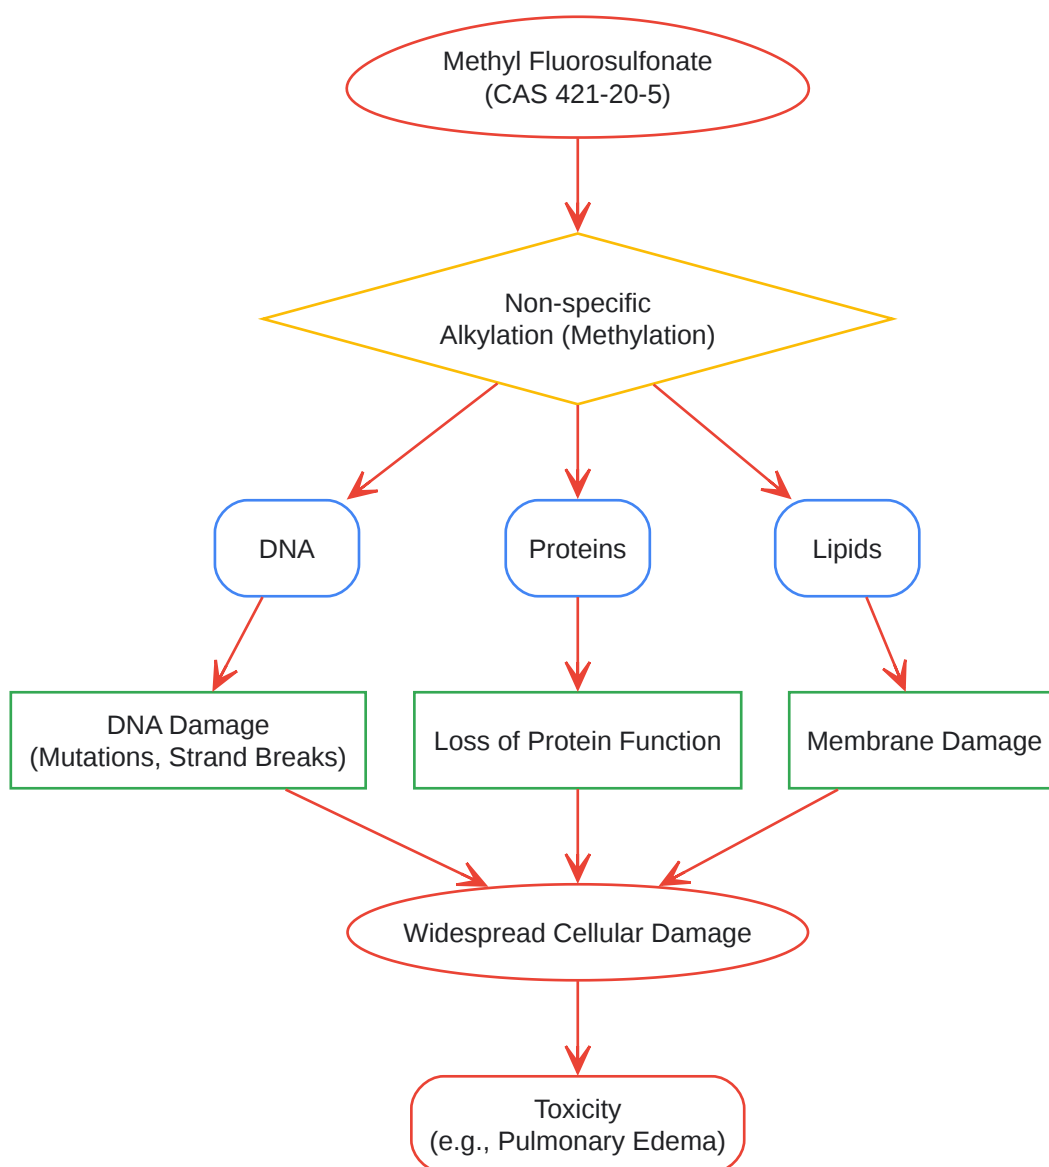 Methyl Fluorosulfonate
(CAS 421-20-5)
Non-specific
Alkylation (Methylation)
DNA
Proteins
Lipids
DNA Damage
(Mutations, Strand Breaks)
Loss of Protein Function
Membrane Damage
Widespread Cellular Damage
Toxicity
(e.g., Pulmonary Edema)